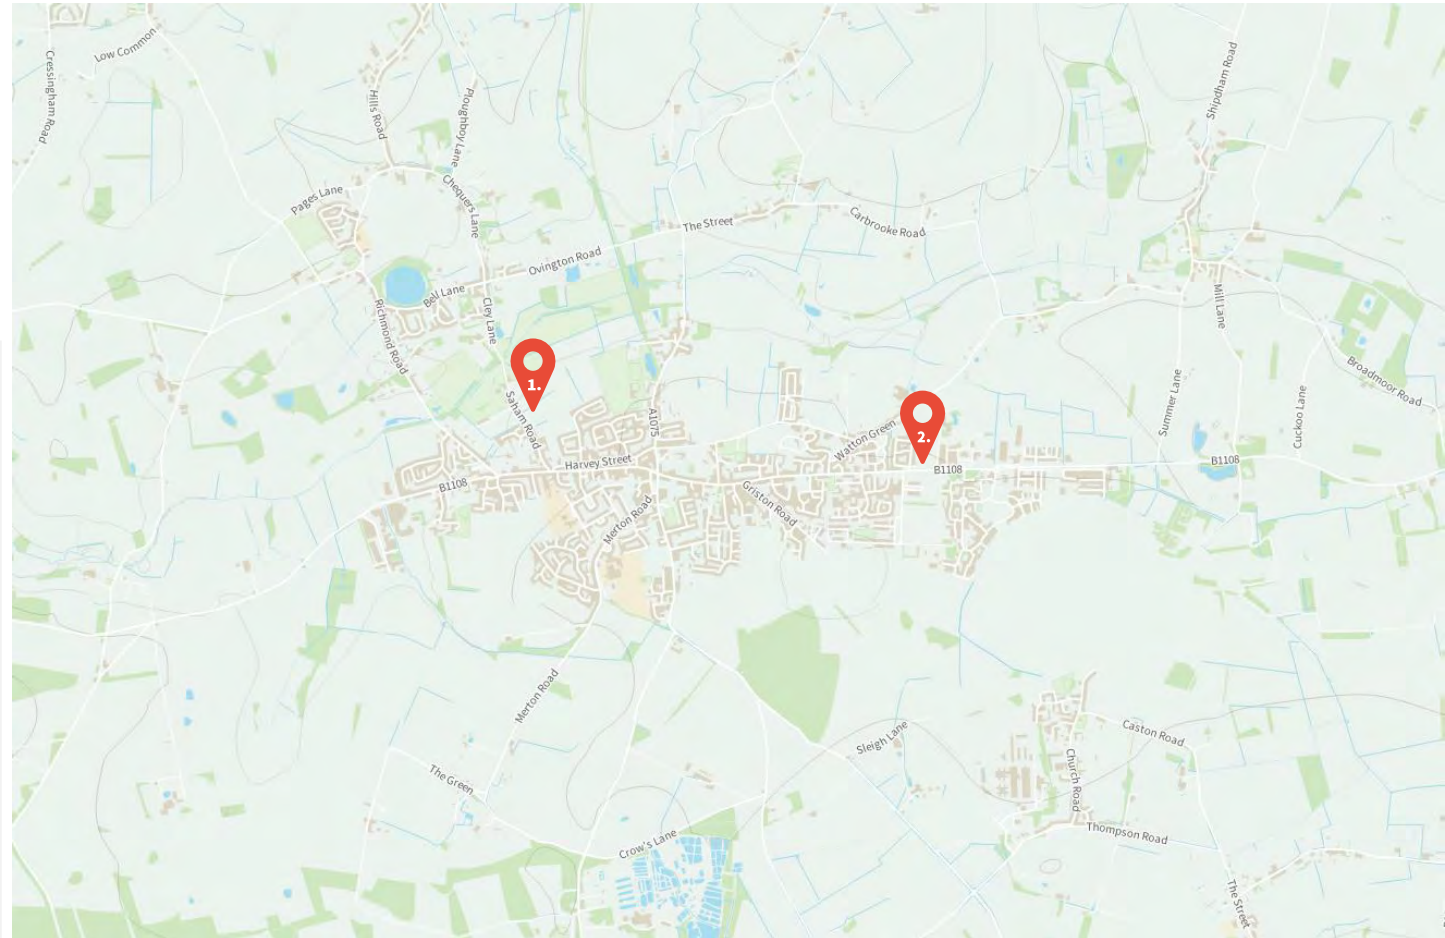 Low Common
Cressingham Road
Hills Road
Ploughboy Lane
Shipdham Road
Pages Lane
Chequers Lane
The Street
Carbrooke Road
Ovington Road
Bell Lane
Cley Lane
Richmond Road
Mill Lane
Broadmoor Road
1.
Saham Road
A1075
Summer Lane
Cuckoo Lane
2.
Watton Green
Harvey Street
B1108
B1108
B1108
Griston Road
Merton Road
Merton Road
Sleigh Lane
Caston Road
Church Road
The Green
Thompson Road
Crow's Lane
The Street